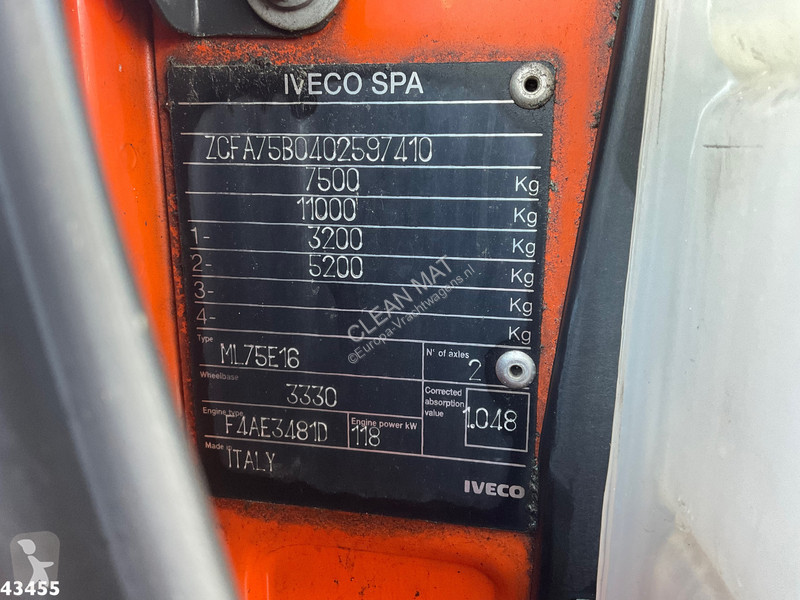 IVECO SPA
ZCFA75B0402597410
7500 Kg
11000 Kg
1- 3200 Kg
2- 5200 Kg
3- Kg
4- Kg
Type ML75E16 N° of axles 2
Wheelbase 3330
Corrected absorption value 1.048
Engine type F4AE3481D Engine power kW 118
Made in ITALY
IVECO
CLEAN MAT
©Europa-Vrachtwagens.nl
43455